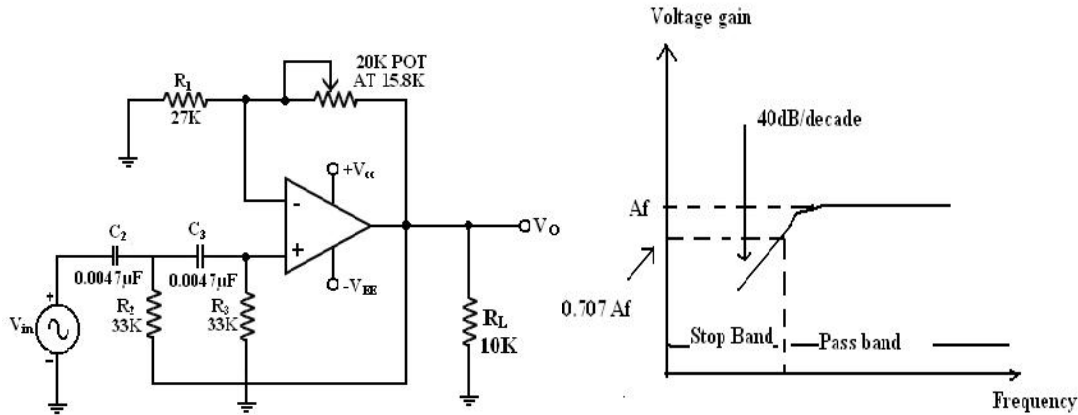 Voltage gain
20K POT
AT 15.8K
R1
27K
40dB/decade
+Vcc
-
Af
VO
C2
C3
+
0.0047µF
0.0047µF
-VEE
+
Vin
-
R2
33K
R3
33K
RL
10K
0.707 Af
Stop Band
Pass band
Frequency